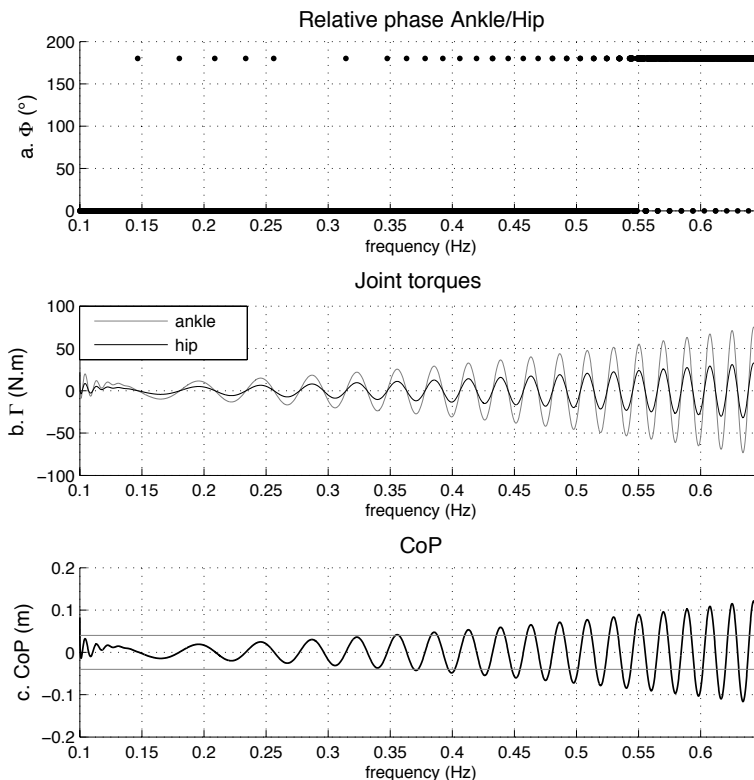 Relative phase Ankle/Hip
a. Φ (°)
200
150
100
50
0
0.1 0.15 0.2 0.25 0.3 0.35 0.4 0.45 0.5 0.55 0.6
frequency (Hz)
Joint torques
b. Γ (N.m)
100
50
0
−50
−100
ankle
hip
0.1 0.15 0.2 0.25 0.3 0.35 0.4 0.45 0.5 0.55 0.6
frequency (Hz)
CoP
c. CoP (m)
0.2
0.1
0
−0.1
−0.2
0.1 0.15 0.2 0.25 0.3 0.35 0.4 0.45 0.5 0.55 0.6
frequency (Hz)